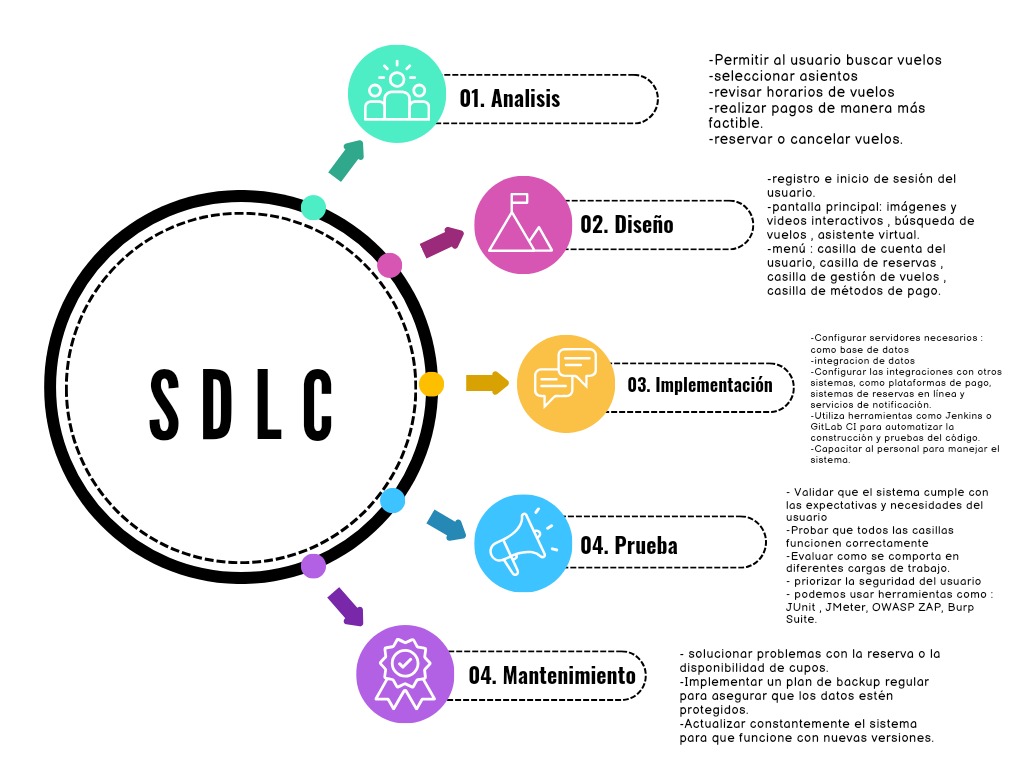 SDLC
01. Analisis
-Permitir al usuario buscar vuelos
-seleccionar asientos
-revisar horarios de vuelos
-realizar pagos de manera más
factible.
-reservar o cancelar vuelos.
02. Diseño
-registro e inicio de sesión del
usuario.
-pantalla principal: imágenes y
videos interactivos , búsqueda de
vuelos , asistente virtual.
-menú : casilla de cuenta del
usuario, casilla de reservas ,
casilla de gestión de vuelos ,
casilla de métodos de pago.
03. Implementación
-Configurar servidores necesarios :
como base de datos
-integracion de datos
-Configurar las integraciones con otros
sistemas, como plataformas de pago,
sistemas de reservas en línea y
servicios de notificación.
-Utiliza herramientas como Jenkins o
GitLab CI para automatizar la
construcción y pruebas del código.
-Capacitar al personal para manejar el
sistema.
04. Prueba
- Validar que el sistema cumple con
las expectativas y necesidades del
usuario
-Probar que todos las casillas
funcionen correctamente
-Evaluar como se comporta en
diferentes cargas de trabajo.
- priorizar la seguridad del usuario
- podemos usar herramientas como :
JUnit , JMeter, OWASP ZAP, Burp
Suite.
04. Mantenimiento
- solucionar problemas con la reserva o la
disponibilidad de cupos.
-Implementar un plan de backup regular
para asegurar que los datos estén
protegidos.
-Actualizar constantemente el sistema
para que funcione con nuevas versiones.